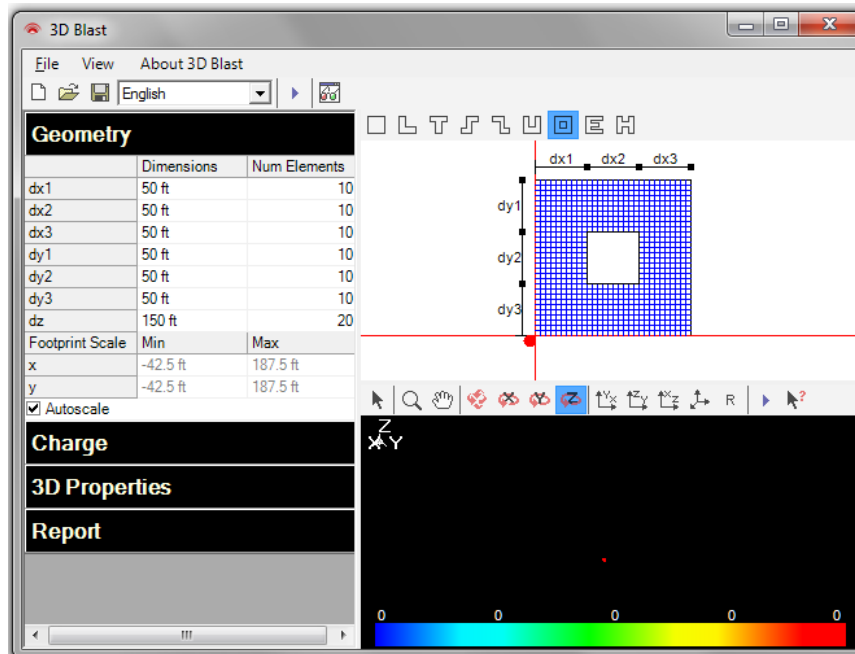 3D Blast
File View About 3D Blast
English
Geometry
Dimensions Num Elements
dx1 50 ft 10
dx2 50 ft 10
dx3 50 ft 10
dy1 50 ft 10
dy2 50 ft 10
dy3 50 ft 10
dz 150 ft 20
Footprint Scale Min Max
x -42.5 ft 187.5 ft
y -42.5 ft 187.5 ft
Autoscale
Charge
3D Properties
Report
dx1 dx2 dx3
dy1
dy2
dy3
X Y Z Yx Zy Xz R ?
Z
X Y
0 0 0 0 0